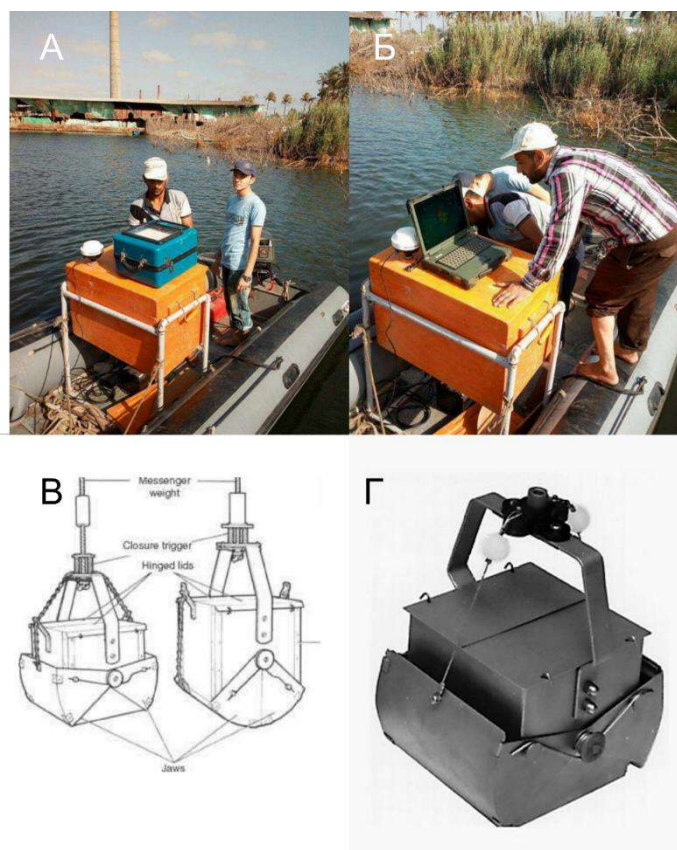 А
Б
В
Messenger
weight
Closure trigger
Hinged lids
Jaws
Г